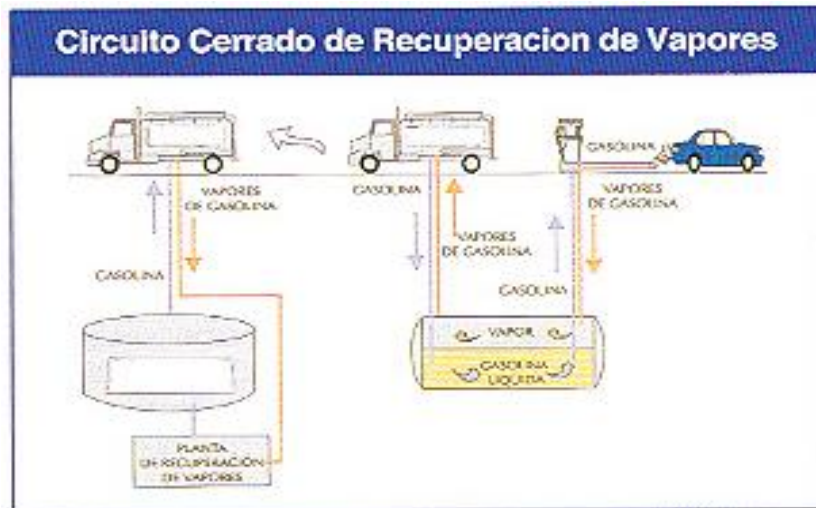 Circuito Cerrado de Recuperacion de Vapores
GASOLINA
VAPORES
DE GASOLINA
GASOLINA
GASOLINA
VAPORES
DE GASOLINA
VAPORES
DE GASOLINA
GASOLINA
VAPOR
GASOLINA
LIQUIDA
PLANTA
DE RECUPERACION
DE VAPORES